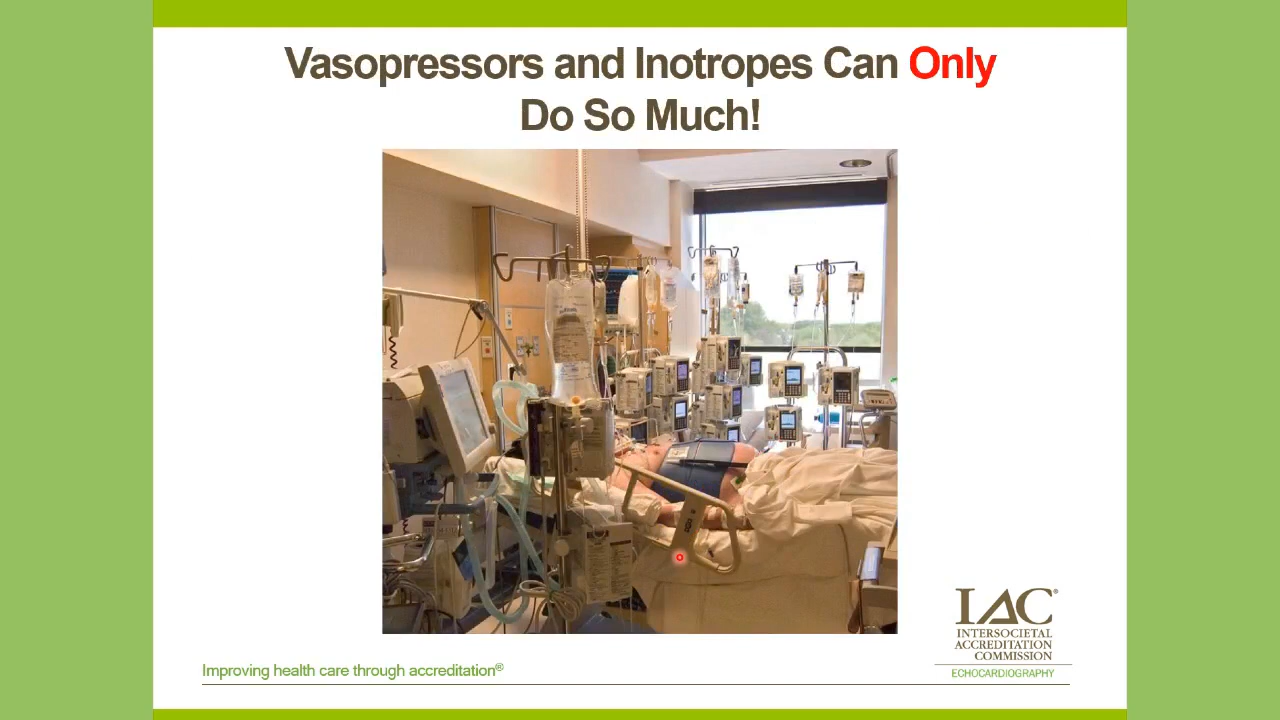 Vasopressors and Inotropes Can Only
Do So Much!
IAC®
INTERSOCIETAL
ACCREDITATION
COMMISSION
ECHOCARDIOGRAPHY
Improving health care through accreditation®